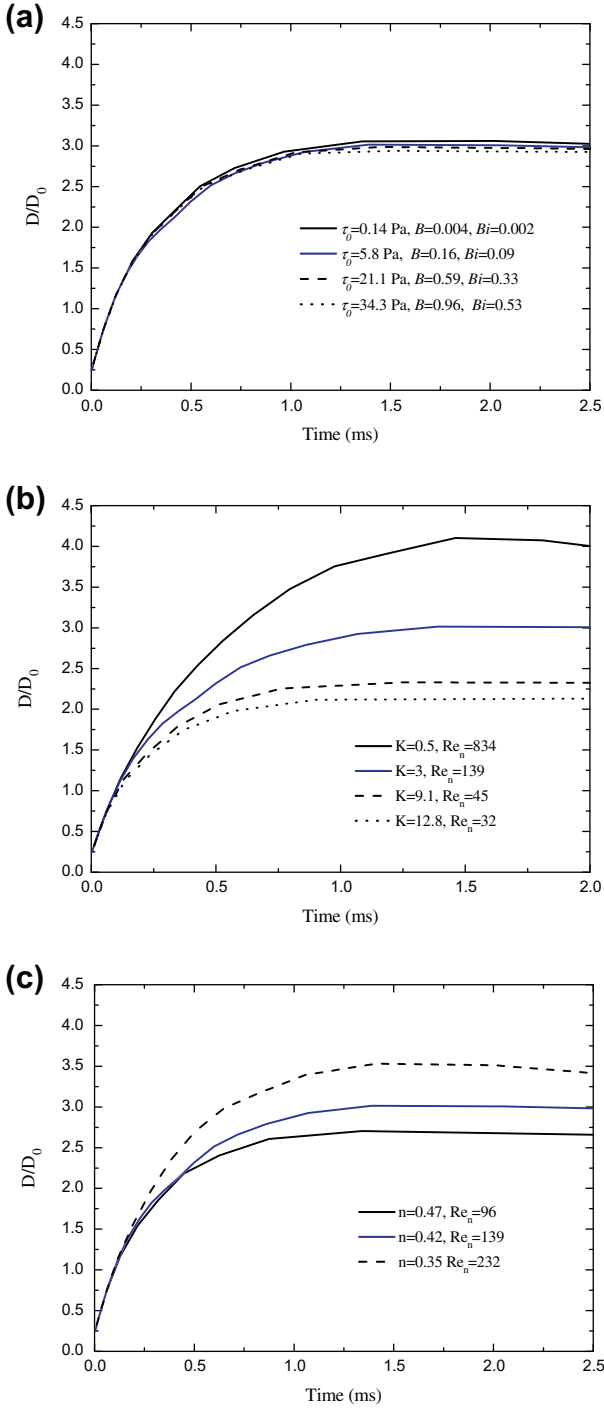 (a)
4.5
4.0
3.5
3.0
2.5
2.0
1.5
1.0
0.5
0.0
D/D₀
τ₀=0.14 Pa, B=0.004, Bi=0.002
τ₀=5.8 Pa, B=0.16, Bi=0.09
τ₀=21.1 Pa, B=0.59, Bi=0.33
τ₀=34.3 Pa, B=0.96, Bi=0.53
0.0 0.5 1.0 1.5 2.0 2.5
Time (ms)
(b)
4.5
4.0
3.5
3.0
2.5
2.0
1.5
1.0
0.5
0.0
D/D₀
K=0.5, Reₙ=834
K=3, Reₙ=139
K=9.1, Reₙ=45
K=12.8, Reₙ=32
0.0 0.5 1.0 1.5 2.0
Time (ms)
(c)
4.5
4.0
3.5
3.0
2.5
2.0
1.5
1.0
0.5
0.0
D/D₀
n=0.47, Reₙ=96
n=0.42, Reₙ=139
n=0.35 Reₙ=232
0.0 0.5 1.0 1.5 2.0 2.5
Time (ms)